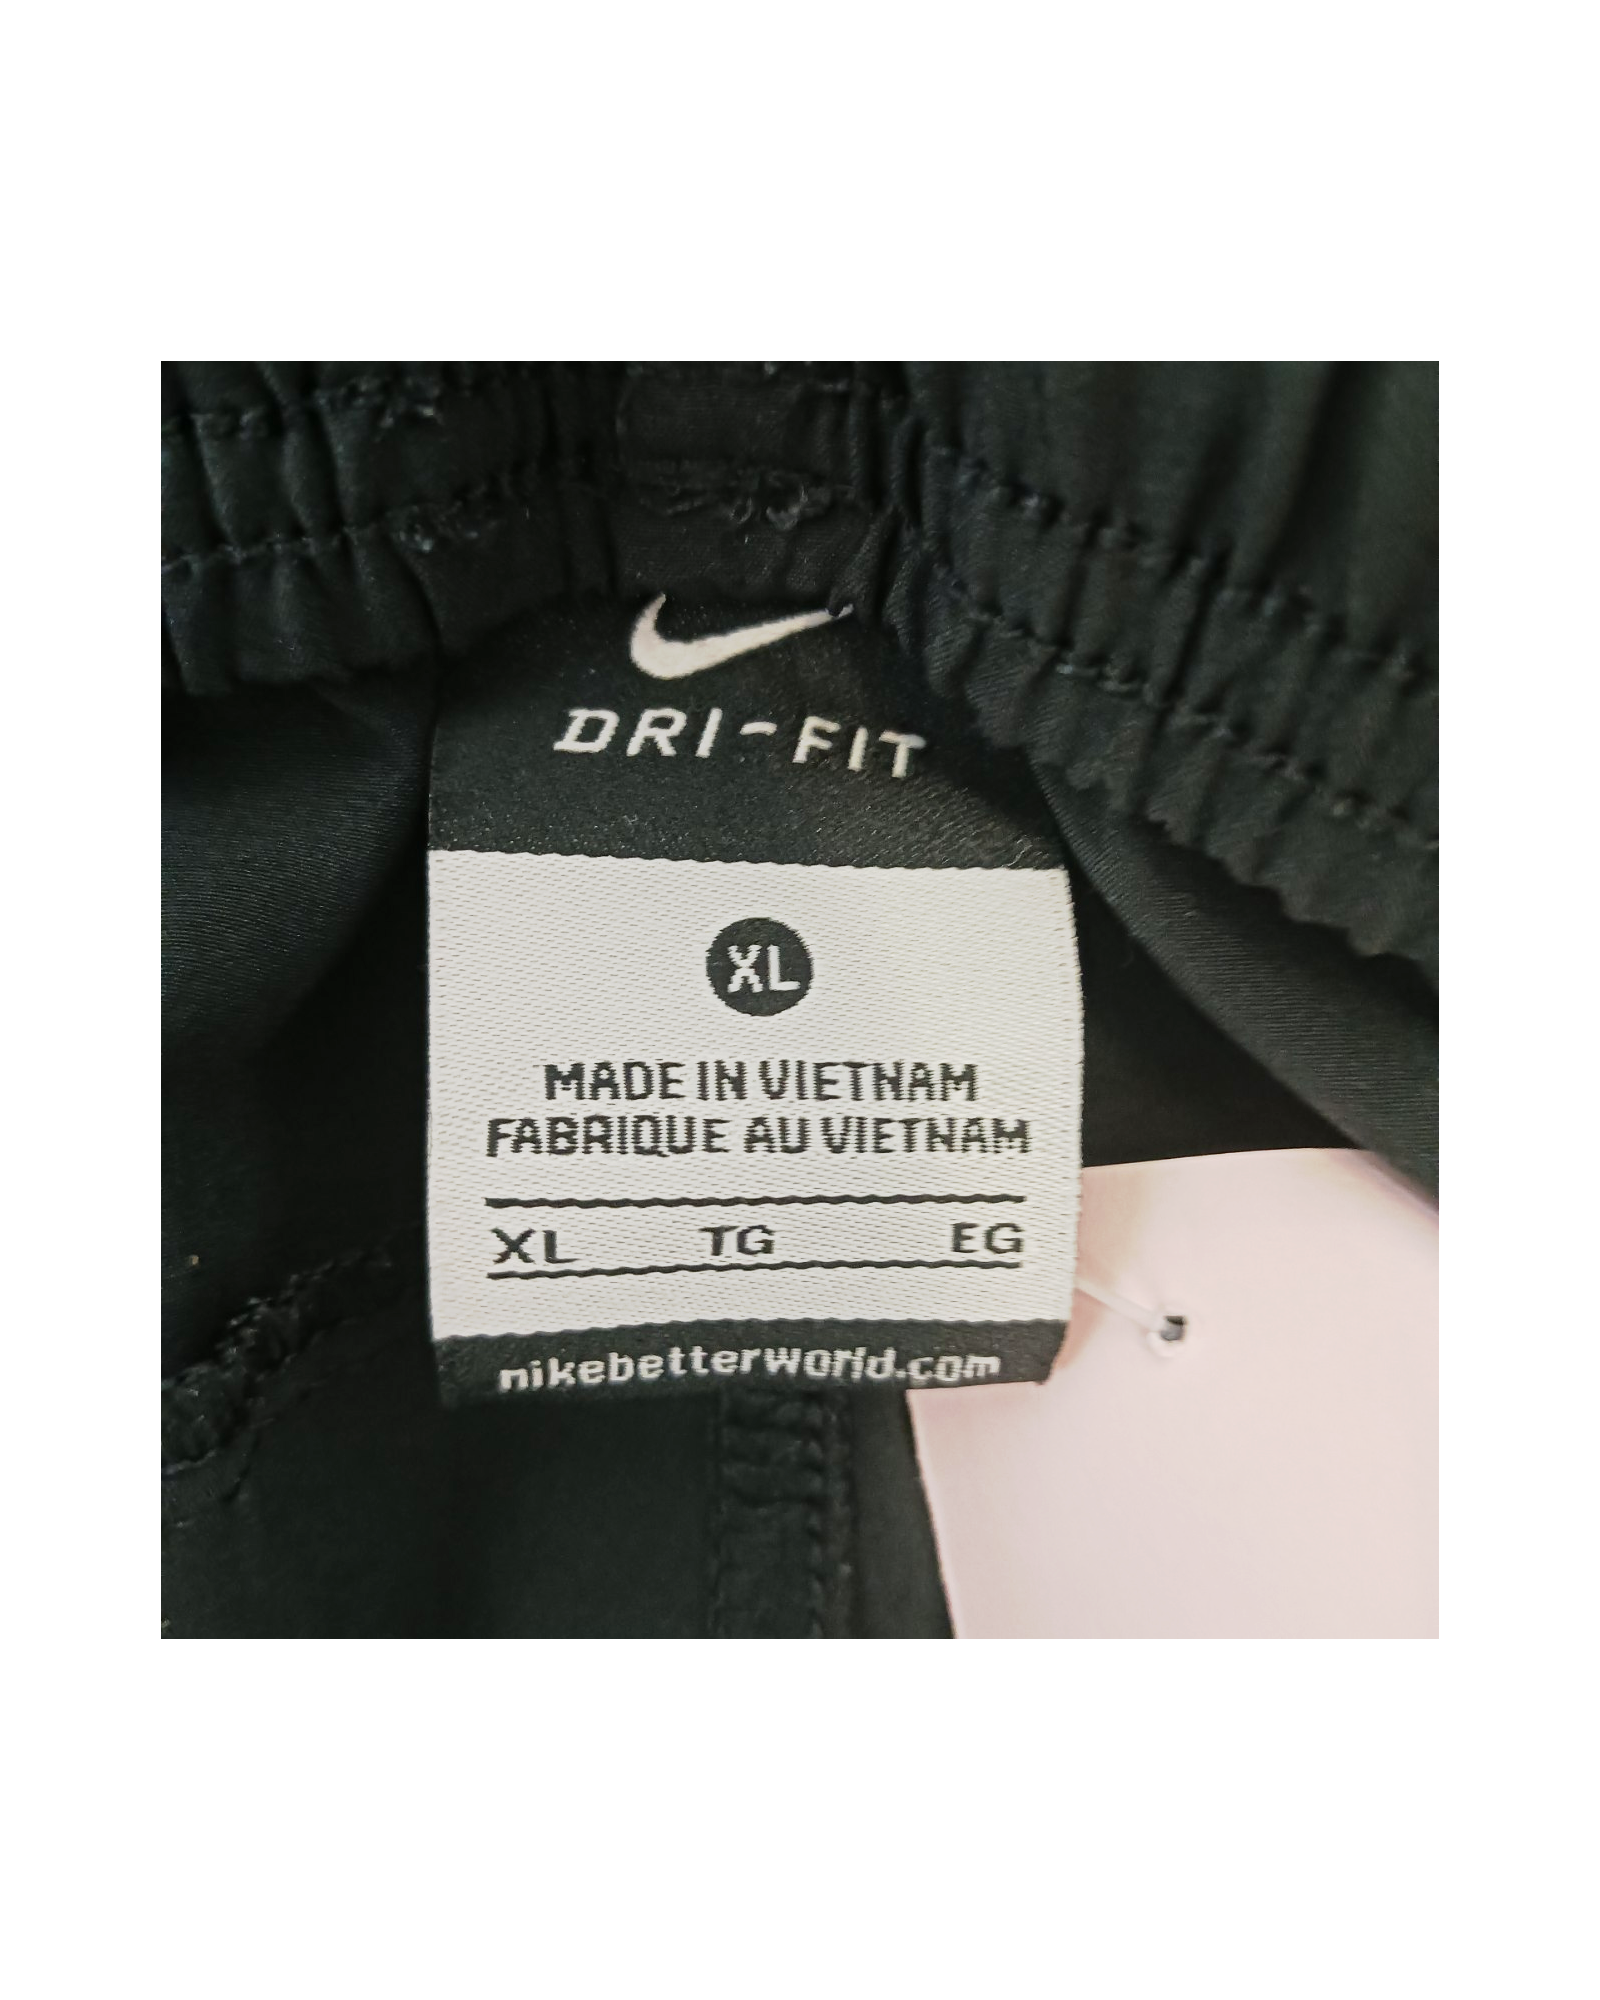 DRI-FIT
XL
MADE IN VIETNAM
FABRIQUE AU VIETNAM
XL TG EG
nikebetterworld.com